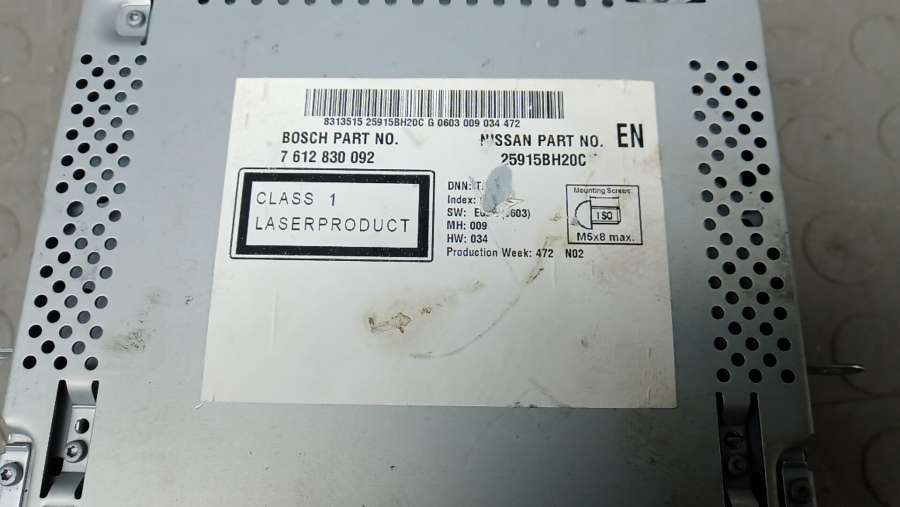 8313515 25915BH20C G 0603 009 034 472
BOSCH PART NO.
7 612 830 092
NISSAN PART NO.
25915BH20C
EN
CLASS 1
LASERPRODUCT
DNN: T.
Index:
SW:
MH: 009
HW: 034
Production Week: 472 N02
Mounting Screws
ISO
M5x8 max.